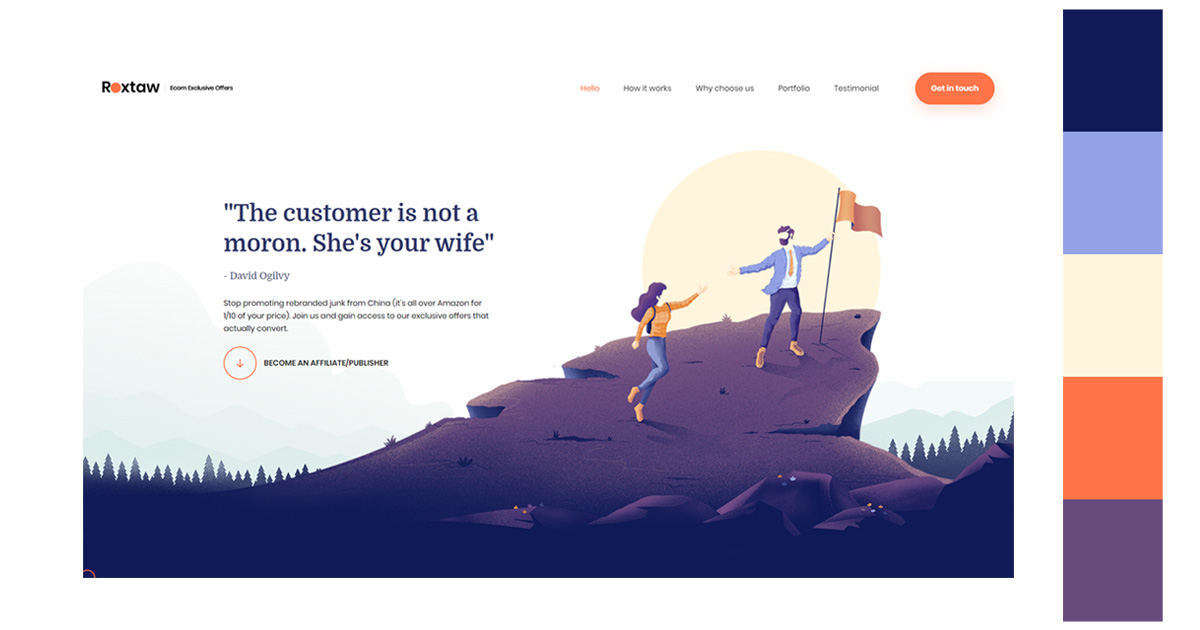 Roxtaw Ecom Exclusive Offers
Hello How it works Why choose us Portfolio Testimonial Get in touch
"The customer is not a
moron. She's your wife"
- David Ogilvy
Stop promoting rebranded junk from China (it's all over Amazon for
1/10 of your price). Join us and gain access to our exclusive offers that
actually convert.
BECOME AN AFFILIATE/PUBLISHER